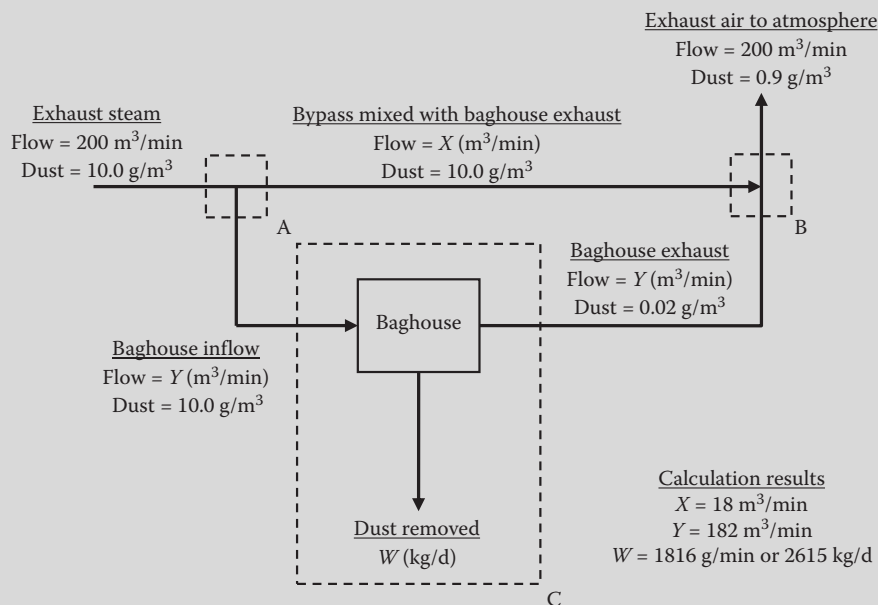 Exhaust air to atmosphere
Flow = 200 m³/min
Dust = 0.9 g/m³
Exhaust steam
Flow = 200 m³/min
Dust = 10.0 g/m³
Bypass mixed with baghouse exhaust
Flow = X (m³/min)
Dust = 10.0 g/m³
A
B
Baghouse exhaust
Flow = Y (m³/min)
Dust = 0.02 g/m³
Baghouse
Baghouse inflow
Flow = Y (m³/min)
Dust = 10.0 g/m³
Dust removed
W (kg/d)
C
Calculation results
X = 18 m³/min
Y = 182 m³/min
W = 1816 g/min or 2615 kg/d